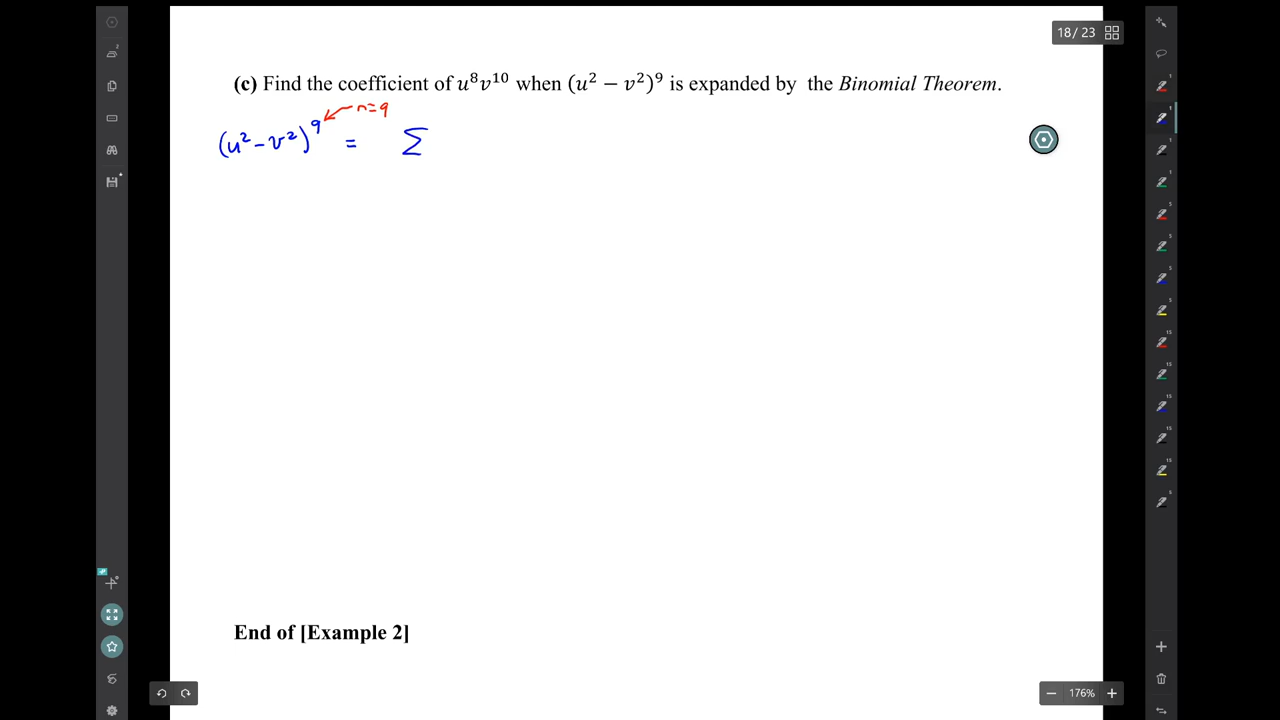 18 / 23
(c) Find the coefficient of u⁸v¹⁰ when (u² − v²)⁹ is expanded by the Binomial Theorem.
n=9
(u² − v²)⁹ = Σ
End of [Example 2]
176%